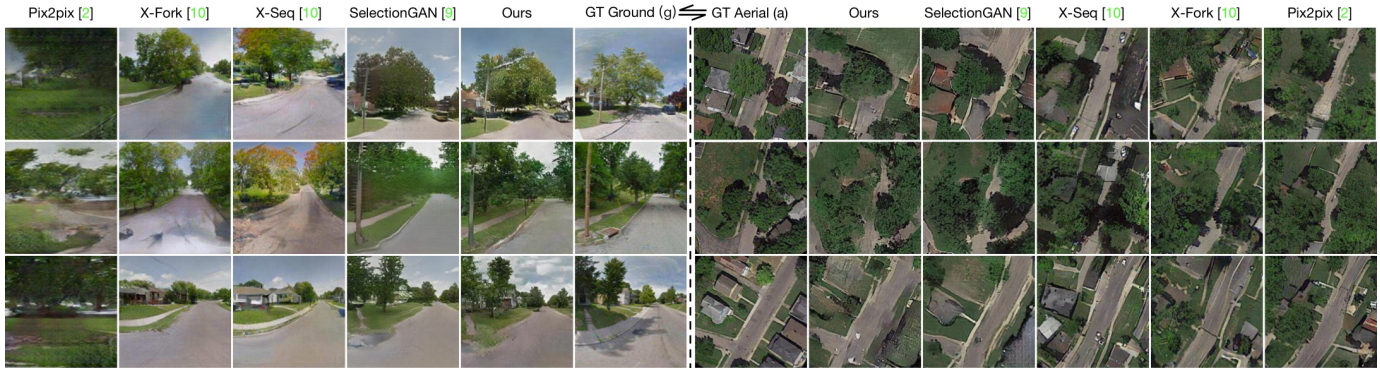 Pix2pix [2] X-Fork [10] X-Seq [10] SelectionGAN [9] Ours GT Ground (g) GT Aerial (a) Ours SelectionGAN [9] X-Seq [10] X-Fork [10] Pix2pix [2]